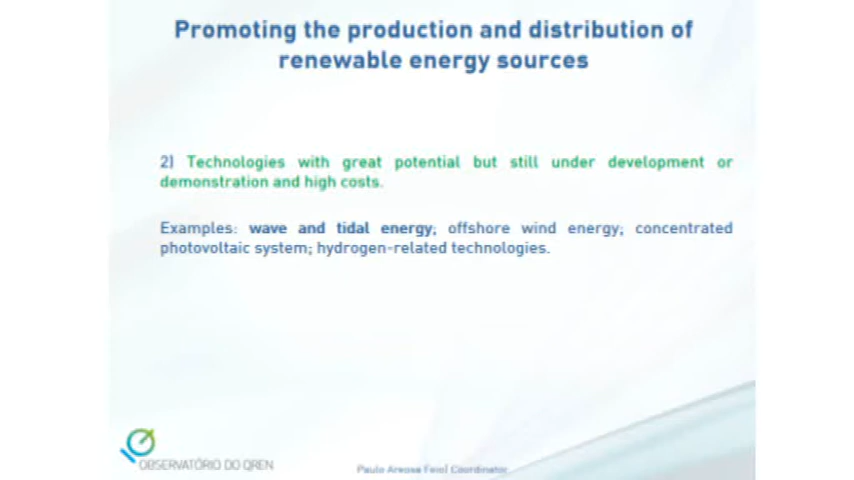 Promoting the production and distribution of
renewable energy sources
2) Technologies with great potential but still under development or
demonstration and high costs.
Examples: wave and tidal energy; offshore wind energy; concentrated
photovoltaic system; hydrogen-related technologies.
OBSERVATÓRIO DO QREN
Paulo Areosa Feio| Coordinator